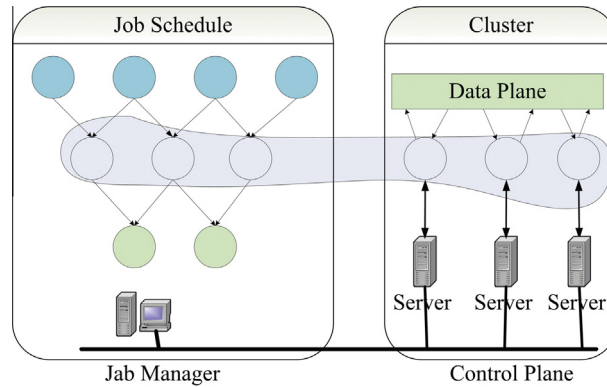 Job Schedule
Cluster
Data Plane
Server Server Server
Jab Manager
Control Plane